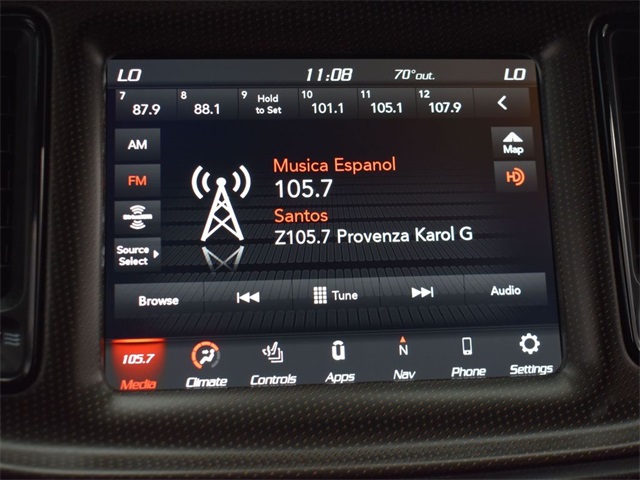 LO 11:08 70°out. LO
7 87.9 8 88.1 9 Hold to Set 10 101.1 11 105.1 12 107.9
AM
Map
FM
HD
Musica Espanol
105.7
Santos
Z105.7 Provenza Karol G
Source Select
Browse Tune Audio
105.7 N
Media Climate Controls Apps Nav Phone Settings